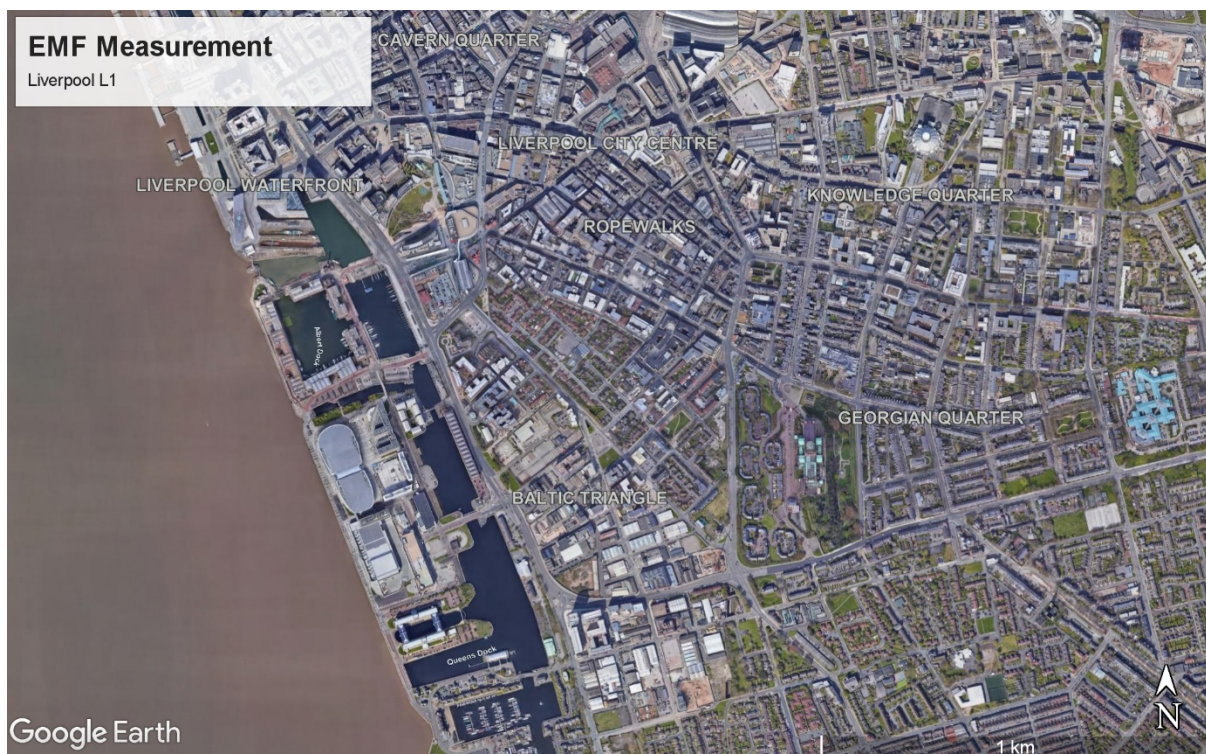 EMF Measurement
Liverpool L1
CAVERN QUARTER
LIVERPOOL CITY CENTRE
LIVERPOOL WATERFRONT
KNOWLEDGE QUARTER
ROPEWALKS
Albert Dock
GEORGIAN QUARTER
BALTIC TRIANGLE
Queens Dock
N
Google Earth
1 km